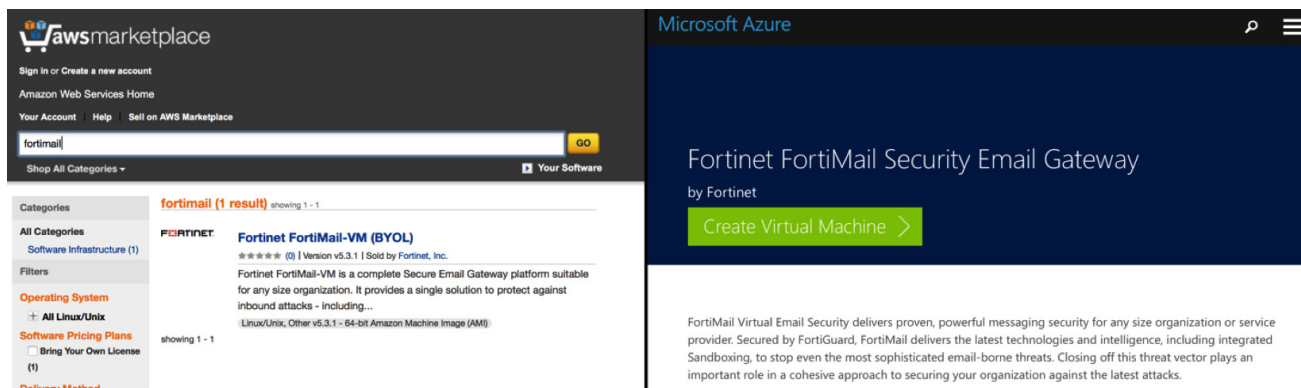 awsmarketplace
Sign in or Create a new account
Amazon Web Services Home
Your Account | Help | Sell on AWS Marketplace
fortimail
GO
Shop All Categories
Your Software
Categories
All Categories
Software Infrastructure (1)
Filters
Operating System
All Linux/Unix
Software Pricing Plans
Bring Your Own License
(1)
Delivery Method
fortimail (1 result) showing 1 - 1
FORTINET
Fortinet FortiMail-VM (BYOL)
(0) | Version v5.3.1 | Sold by Fortinet, Inc.
Fortinet FortiMail-VM is a complete Secure Email Gateway platform suitable
for any size organization. It provides a single solution to protect against
inbound attacks - including...
Linux/Unix, Other v5.3.1 - 64-bit Amazon Machine Image (AMI)
showing 1 - 1
Microsoft Azure
Fortinet FortiMail Security Email Gateway
by Fortinet
Create Virtual Machine
FortiMail Virtual Email Security delivers proven, powerful messaging security for any size organization or service
provider. Secured by FortiGuard, FortiMail delivers the latest technologies and intelligence, including integrated
Sandboxing, to stop even the most sophisticated email-borne threats. Closing off this threat vector plays an
important role in a cohesive approach to securing your organization against the latest attacks.